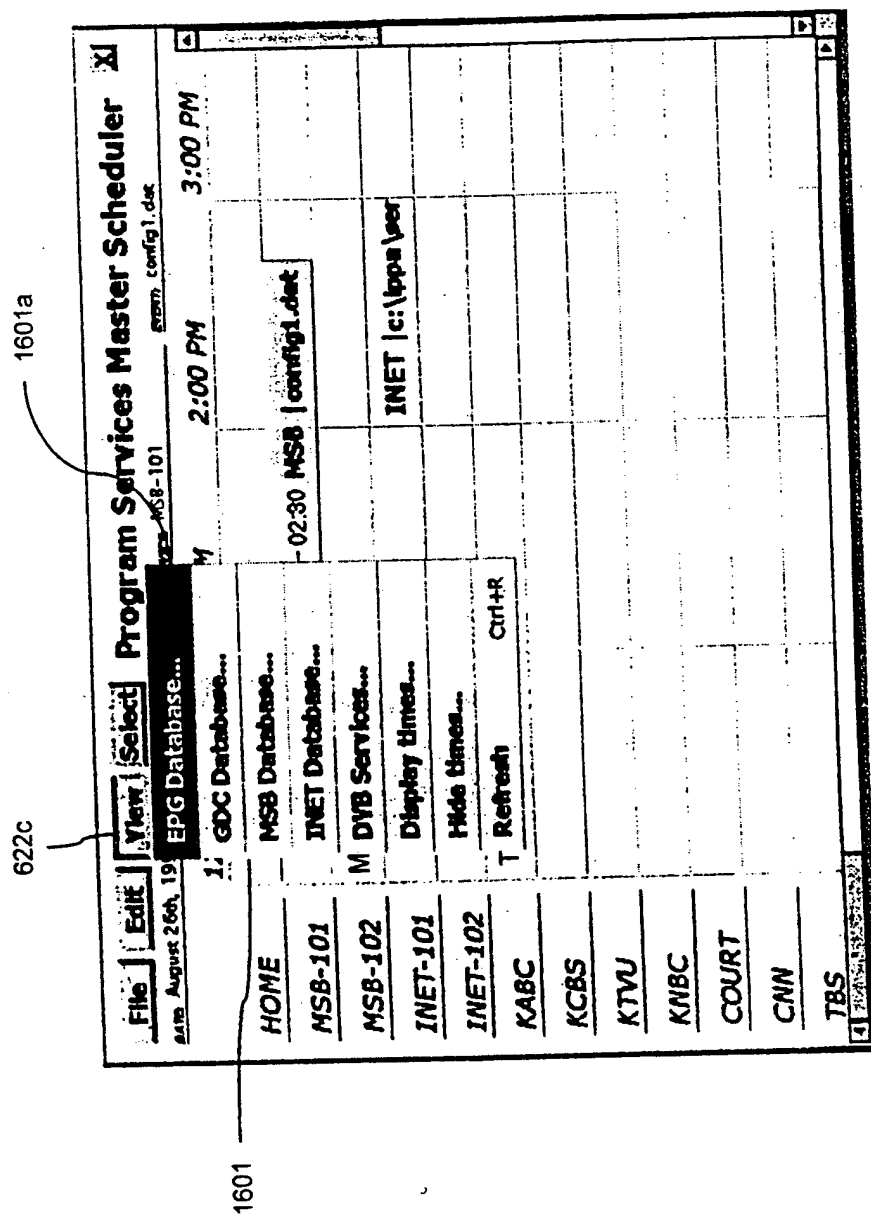 1601a
622c
1601
File Edit View Select Program Services Master Scheduler X
DATE August 26th, 19 MSB-101 EVENT config1.dat
EPG Database...
GDC Database...
MSB Database...
INET Database...
M DVB Services...
Display times...
Hide times...
T Refresh Ctrl+R
M 2:00 PM 3:00 PM
HOME
MSB-101 -02:30 MSB |config1.dat
MSB-102
INET-101 INET |c:\ippa\ser
INET-102
KABC
KCBS
KTVU
KNBC
COURT
CNN
TBS